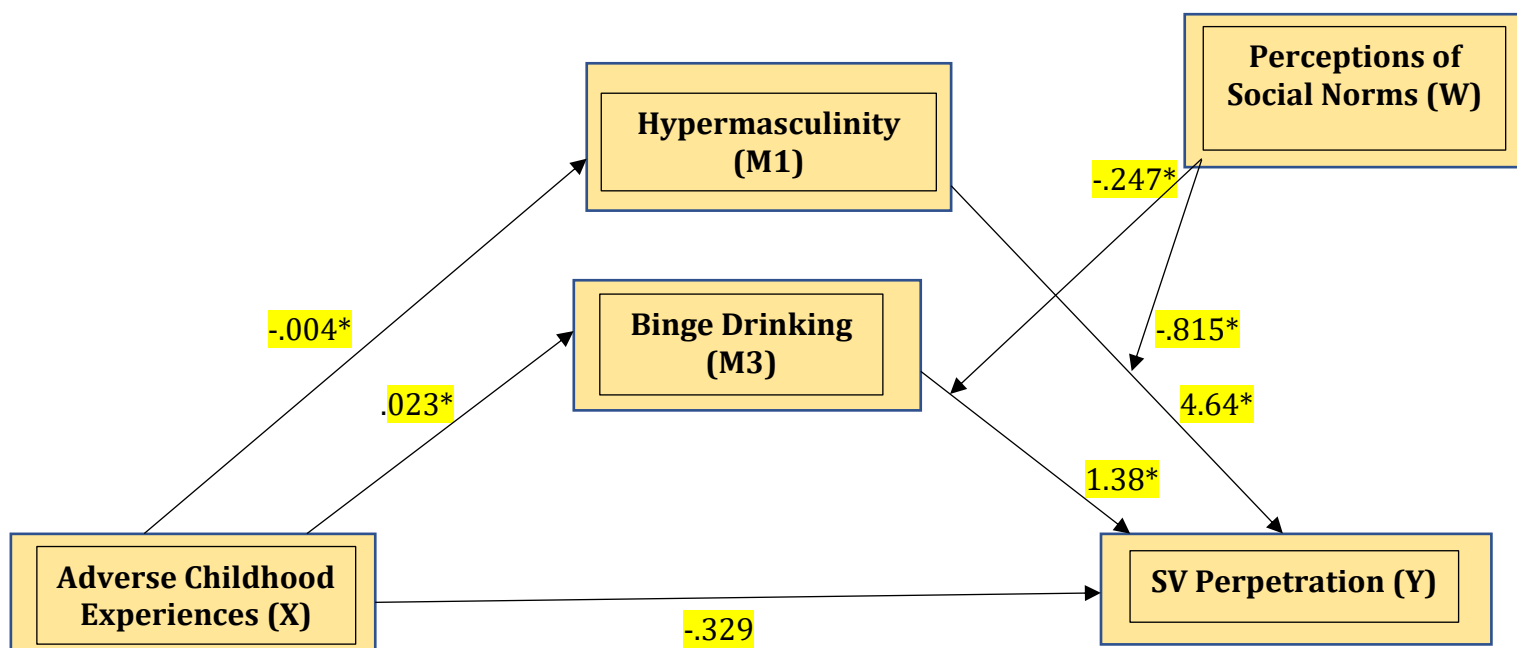 Perceptions of
Social Norms (W)
Hypermasculinity
(M1)
-.247*
Binge Drinking
(M3)
-.004*
-.815*
.023*
4.64*
1.38*
Adverse Childhood
Experiences (X)
SV Perpetration (Y)
-.329